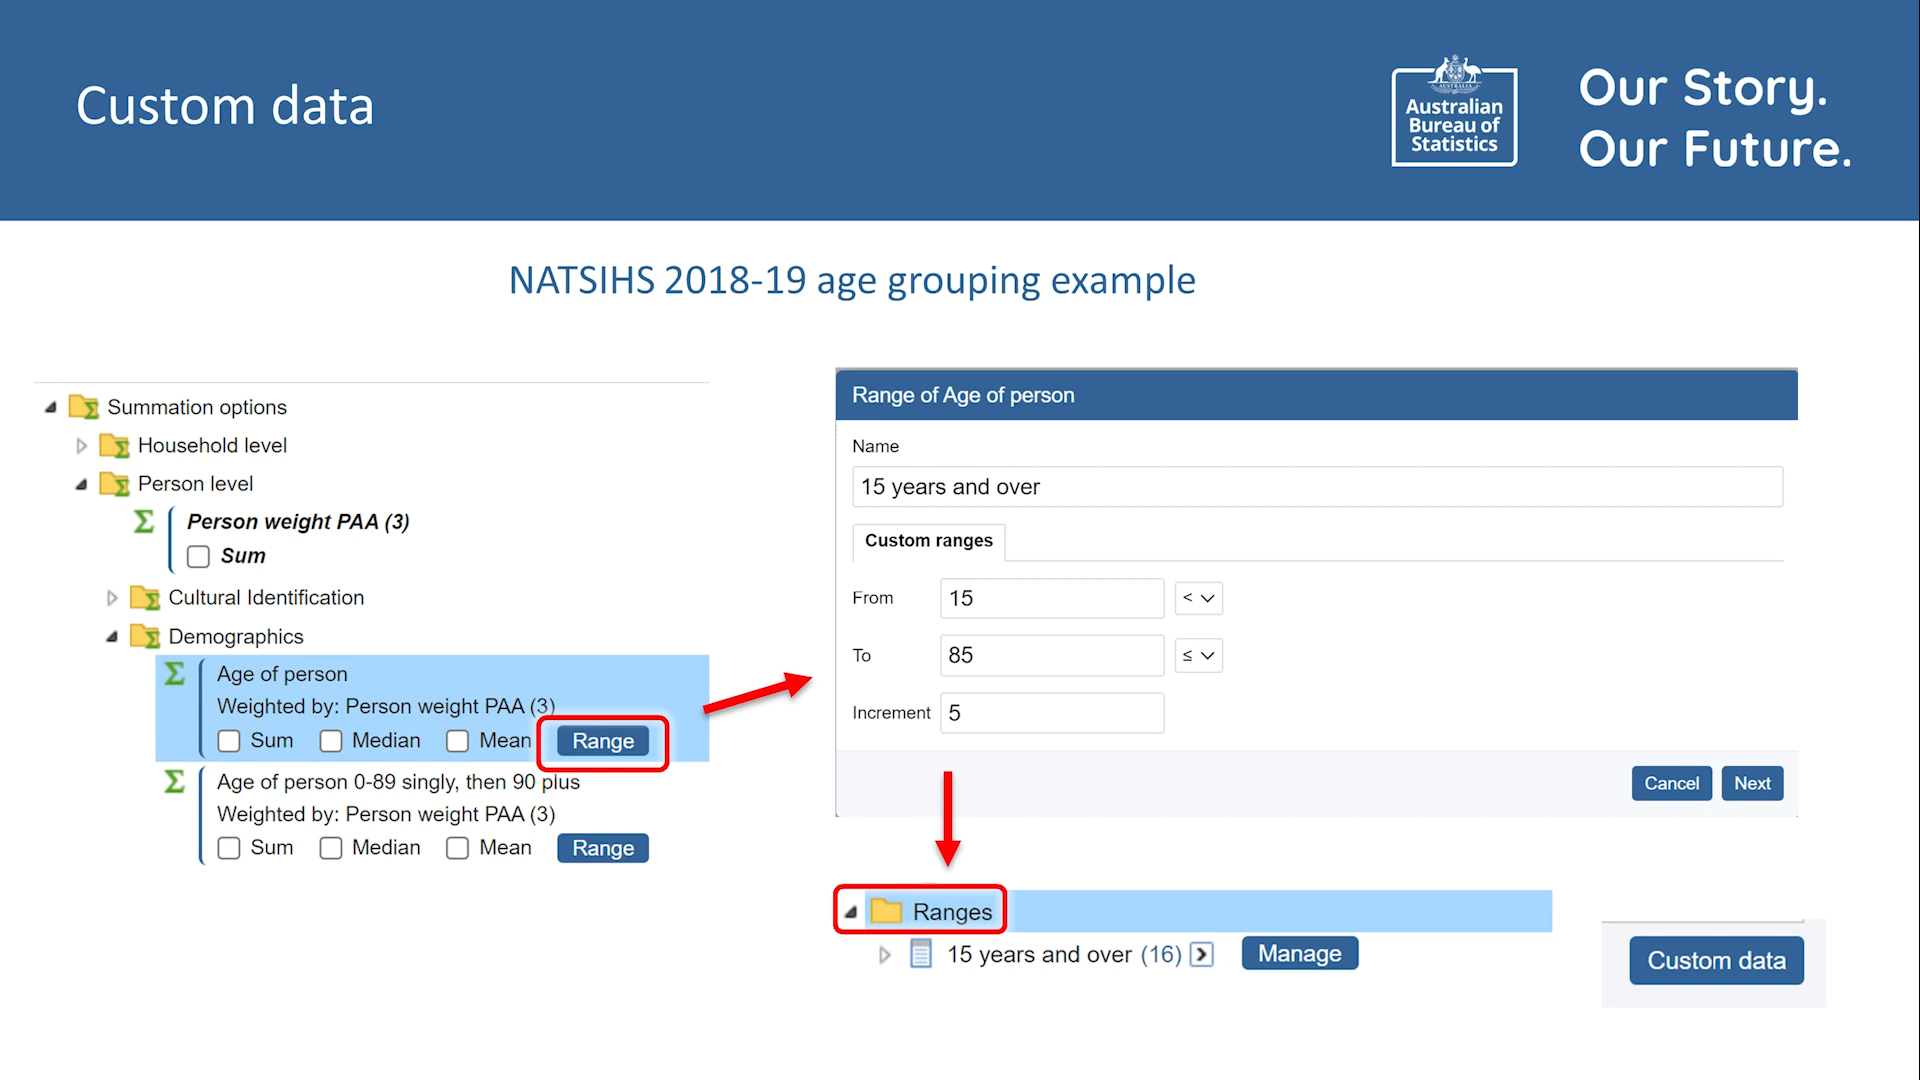 Custom data
AUSTRALIA
Australian
Bureau of
Statistics
Our Story.
Our Future.
NATSIHS 2018-19 age grouping example
Summation options
Household level
Person level
Person weight PAA (3)
Sum
Cultural Identification
Demographics
Age of person
Weighted by: Person weight PAA (3)
Sum Median Mean Range
Age of person 0-89 singly, then 90 plus
Weighted by: Person weight PAA (3)
Sum Median Mean Range
Range of Age of person
Name
15 years and over
Custom ranges
From 15 <
To 85 ≤
Increment 5
Cancel Next
Ranges
15 years and over (16) Manage
Custom data